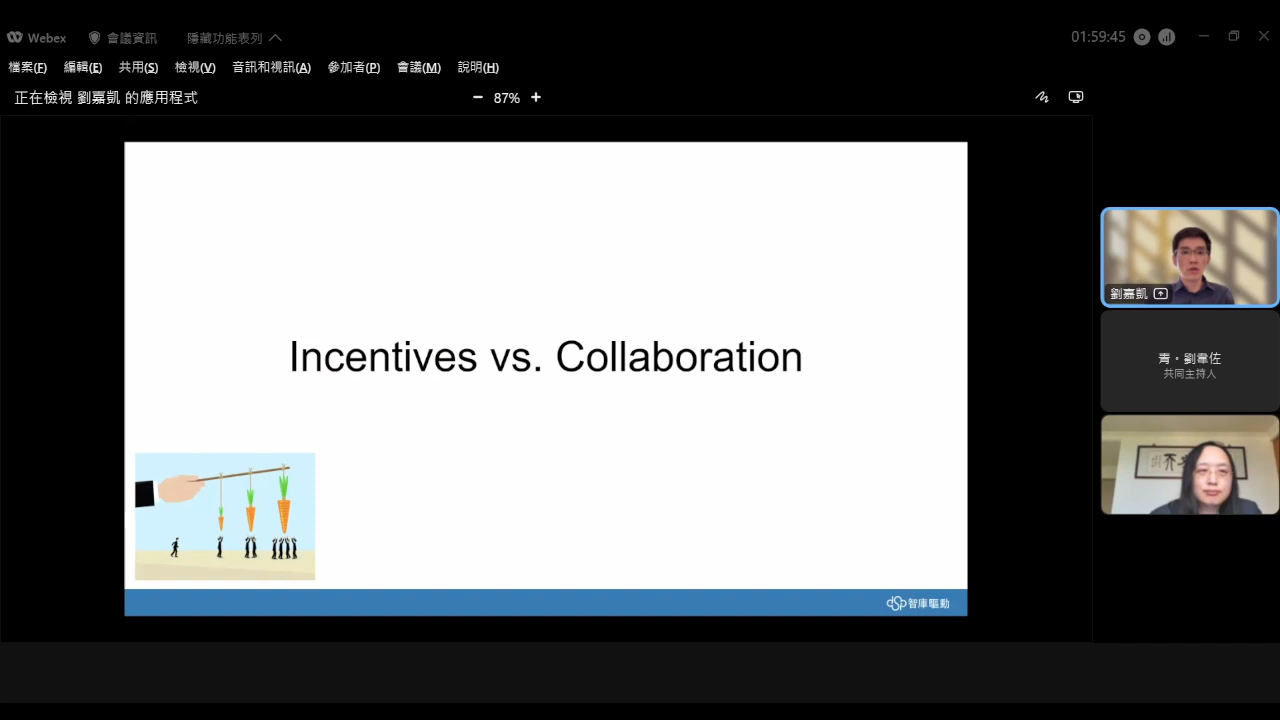 Webex 會議資訊 隱藏功能表列 01:59:45
檔案(F) 編輯(E) 共用(S) 檢視(V) 音訊和視訊(A) 參加者(P) 會議(M) 說明(H)
正在檢視 劉嘉凱 的應用程式 − 87% +
Incentives vs. Collaboration
dsp智庫驅動
劉嘉凱
青・劉韋佐
共同主持人